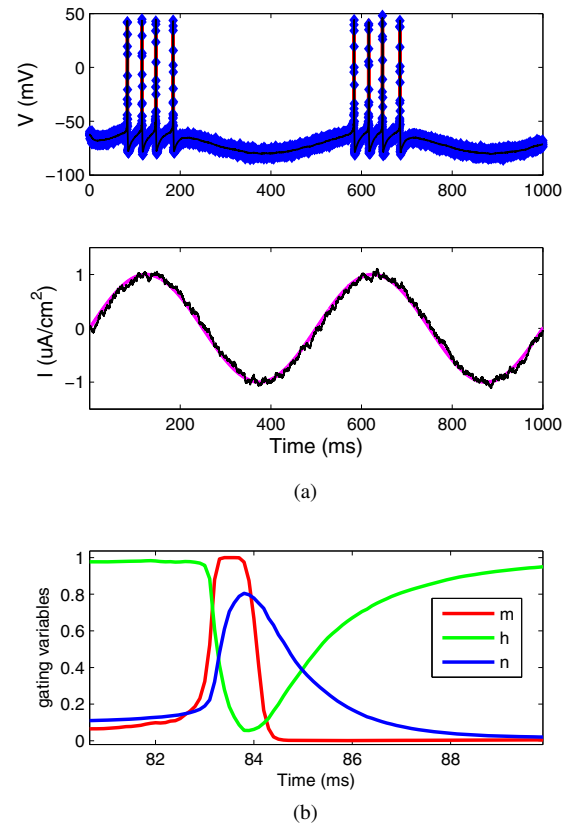 50
0
−50
−100
V (mV)
0 200 400 600 800 1000
1
0
−1
I (uA/cm²)
200 400 600 800 1000
Time (ms)
(a)
1
0.8
0.6
0.4
0.2
0
gating variables
m
h
n
82 84 86 88
Time (ms)
(b)